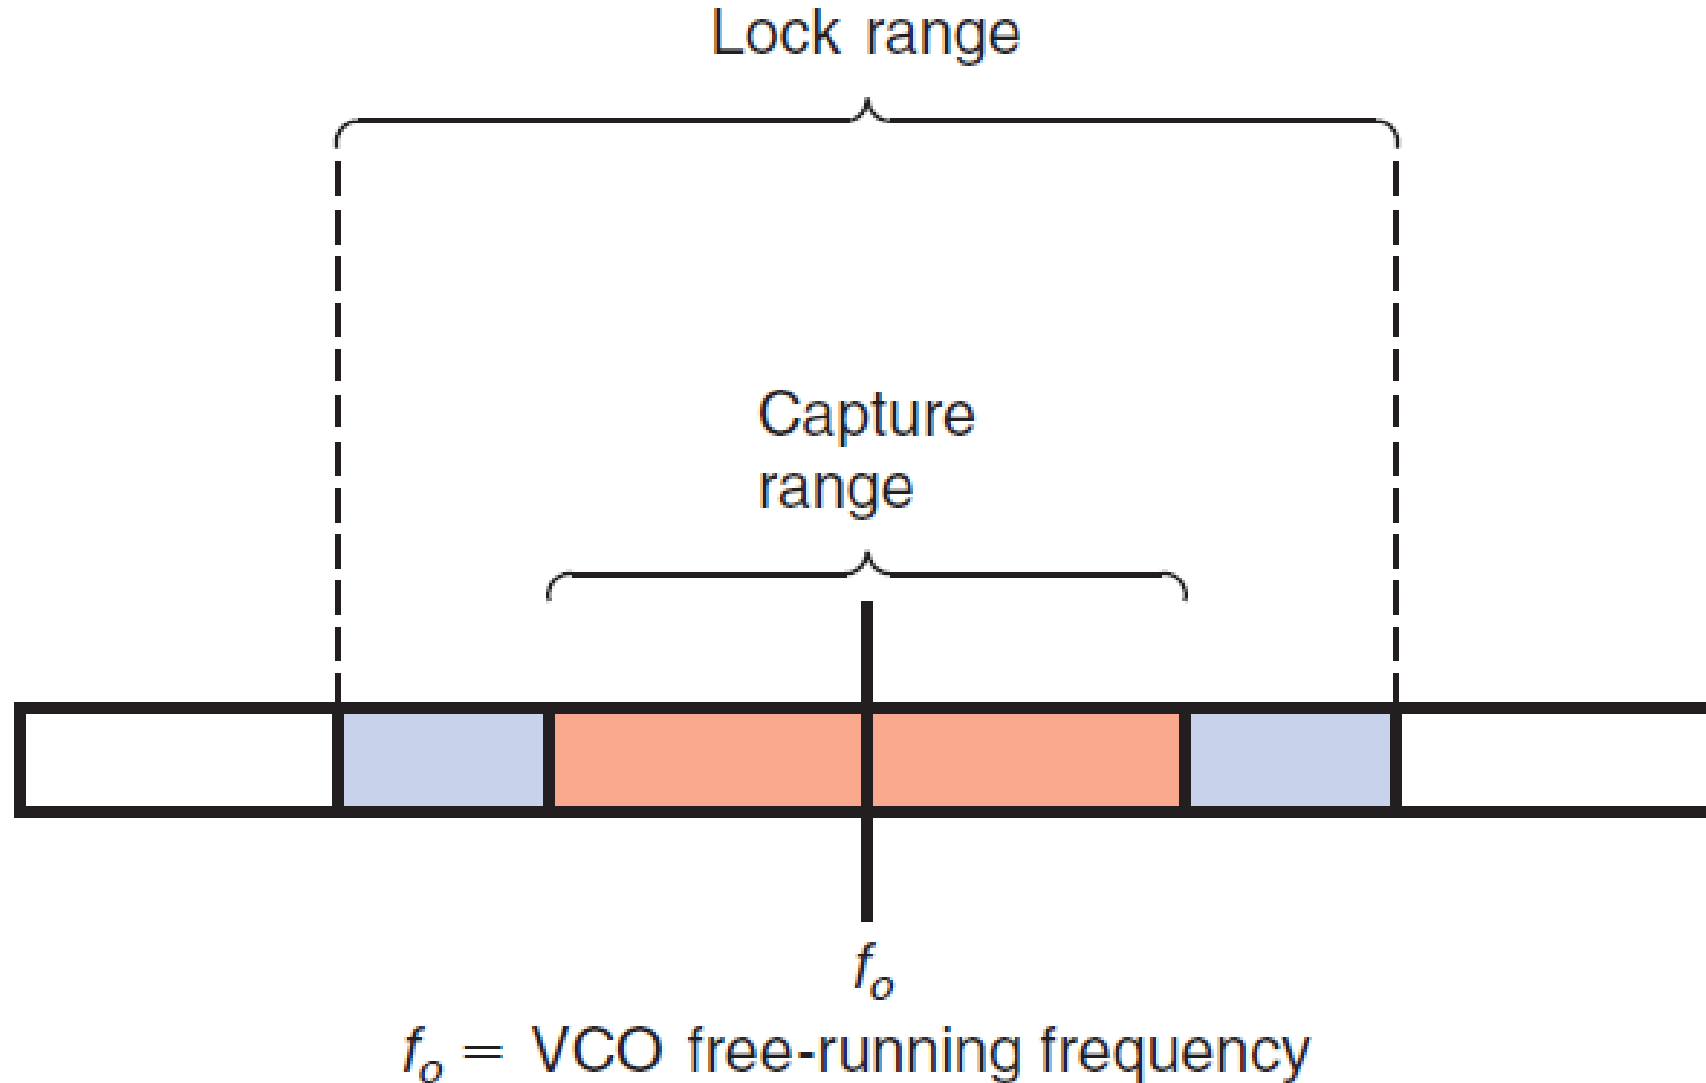 Lock range
Capture
range
fo
fo = VCO free-running frequency